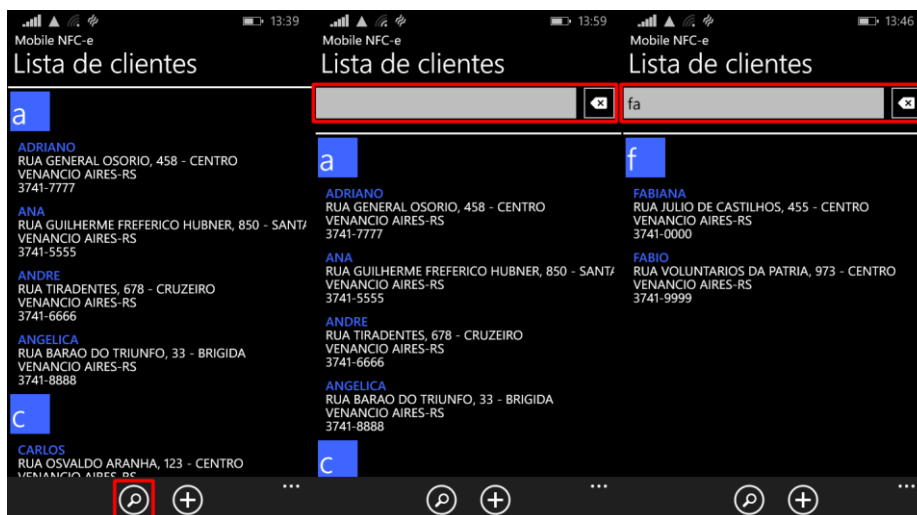 13:39
Mobile NFC-e
Lista de clientes
a
ADRIANO
RUA GENERAL OSORIO, 458 - CENTRO
VENANCIO AIRES-RS
3741-7777
ANA
RUA GUILHERME FREFERICO HUBNER, 850 - SANTA
VENANCIO AIRES-RS
3741-5555
ANDRE
RUA TIRADENTES, 678 - CRUZEIRO
VENANCIO AIRES-RS
3741-6666
ANGELICA
RUA BARAO DO TRIUNFO, 33 - BRIGIDA
VENANCIO AIRES-RS
3741-8888
c
CARLOS
RUA OSVALDO ARANHA, 123 - CENTRO
VENANCIO AIRES-RS
...
13:59
Mobile NFC-e
Lista de clientes
a
ADRIANO
RUA GENERAL OSORIO, 458 - CENTRO
VENANCIO AIRES-RS
3741-7777
ANA
RUA GUILHERME FREFERICO HUBNER, 850 - SANTA
VENANCIO AIRES-RS
3741-5555
ANDRE
RUA TIRADENTES, 678 - CRUZEIRO
VENANCIO AIRES-RS
3741-6666
ANGELICA
RUA BARAO DO TRIUNFO, 33 - BRIGIDA
VENANCIO AIRES-RS
3741-8888
c
...
13:46
Mobile NFC-e
Lista de clientes
fa
f
FABIANA
RUA JULIO DE CASTILHOS, 455 - CENTRO
VENANCIO AIRES-RS
3741-0000
FABIO
RUA VOLUNTARIOS DA PATRIA, 973 - CENTRO
VENANCIO AIRES-RS
3741-9999
...